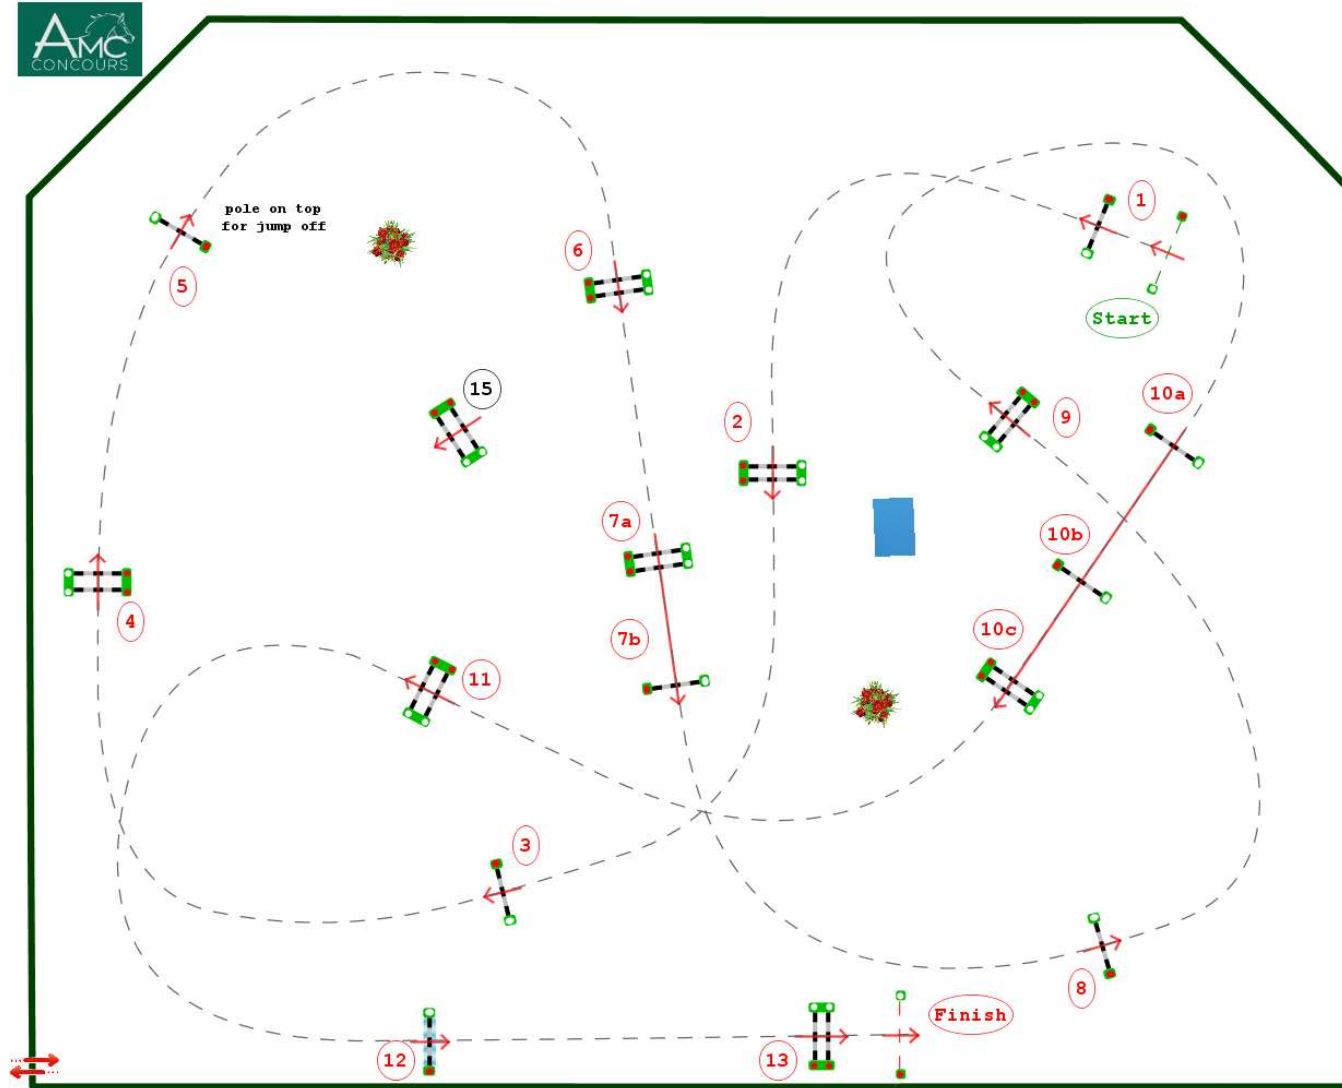 AMC
CONCOURS
pole on top
for jump off
1
5
6
Start
15
10a
2
9
7a
10b
4
7b
10c
11
3
8
Finish
12
13